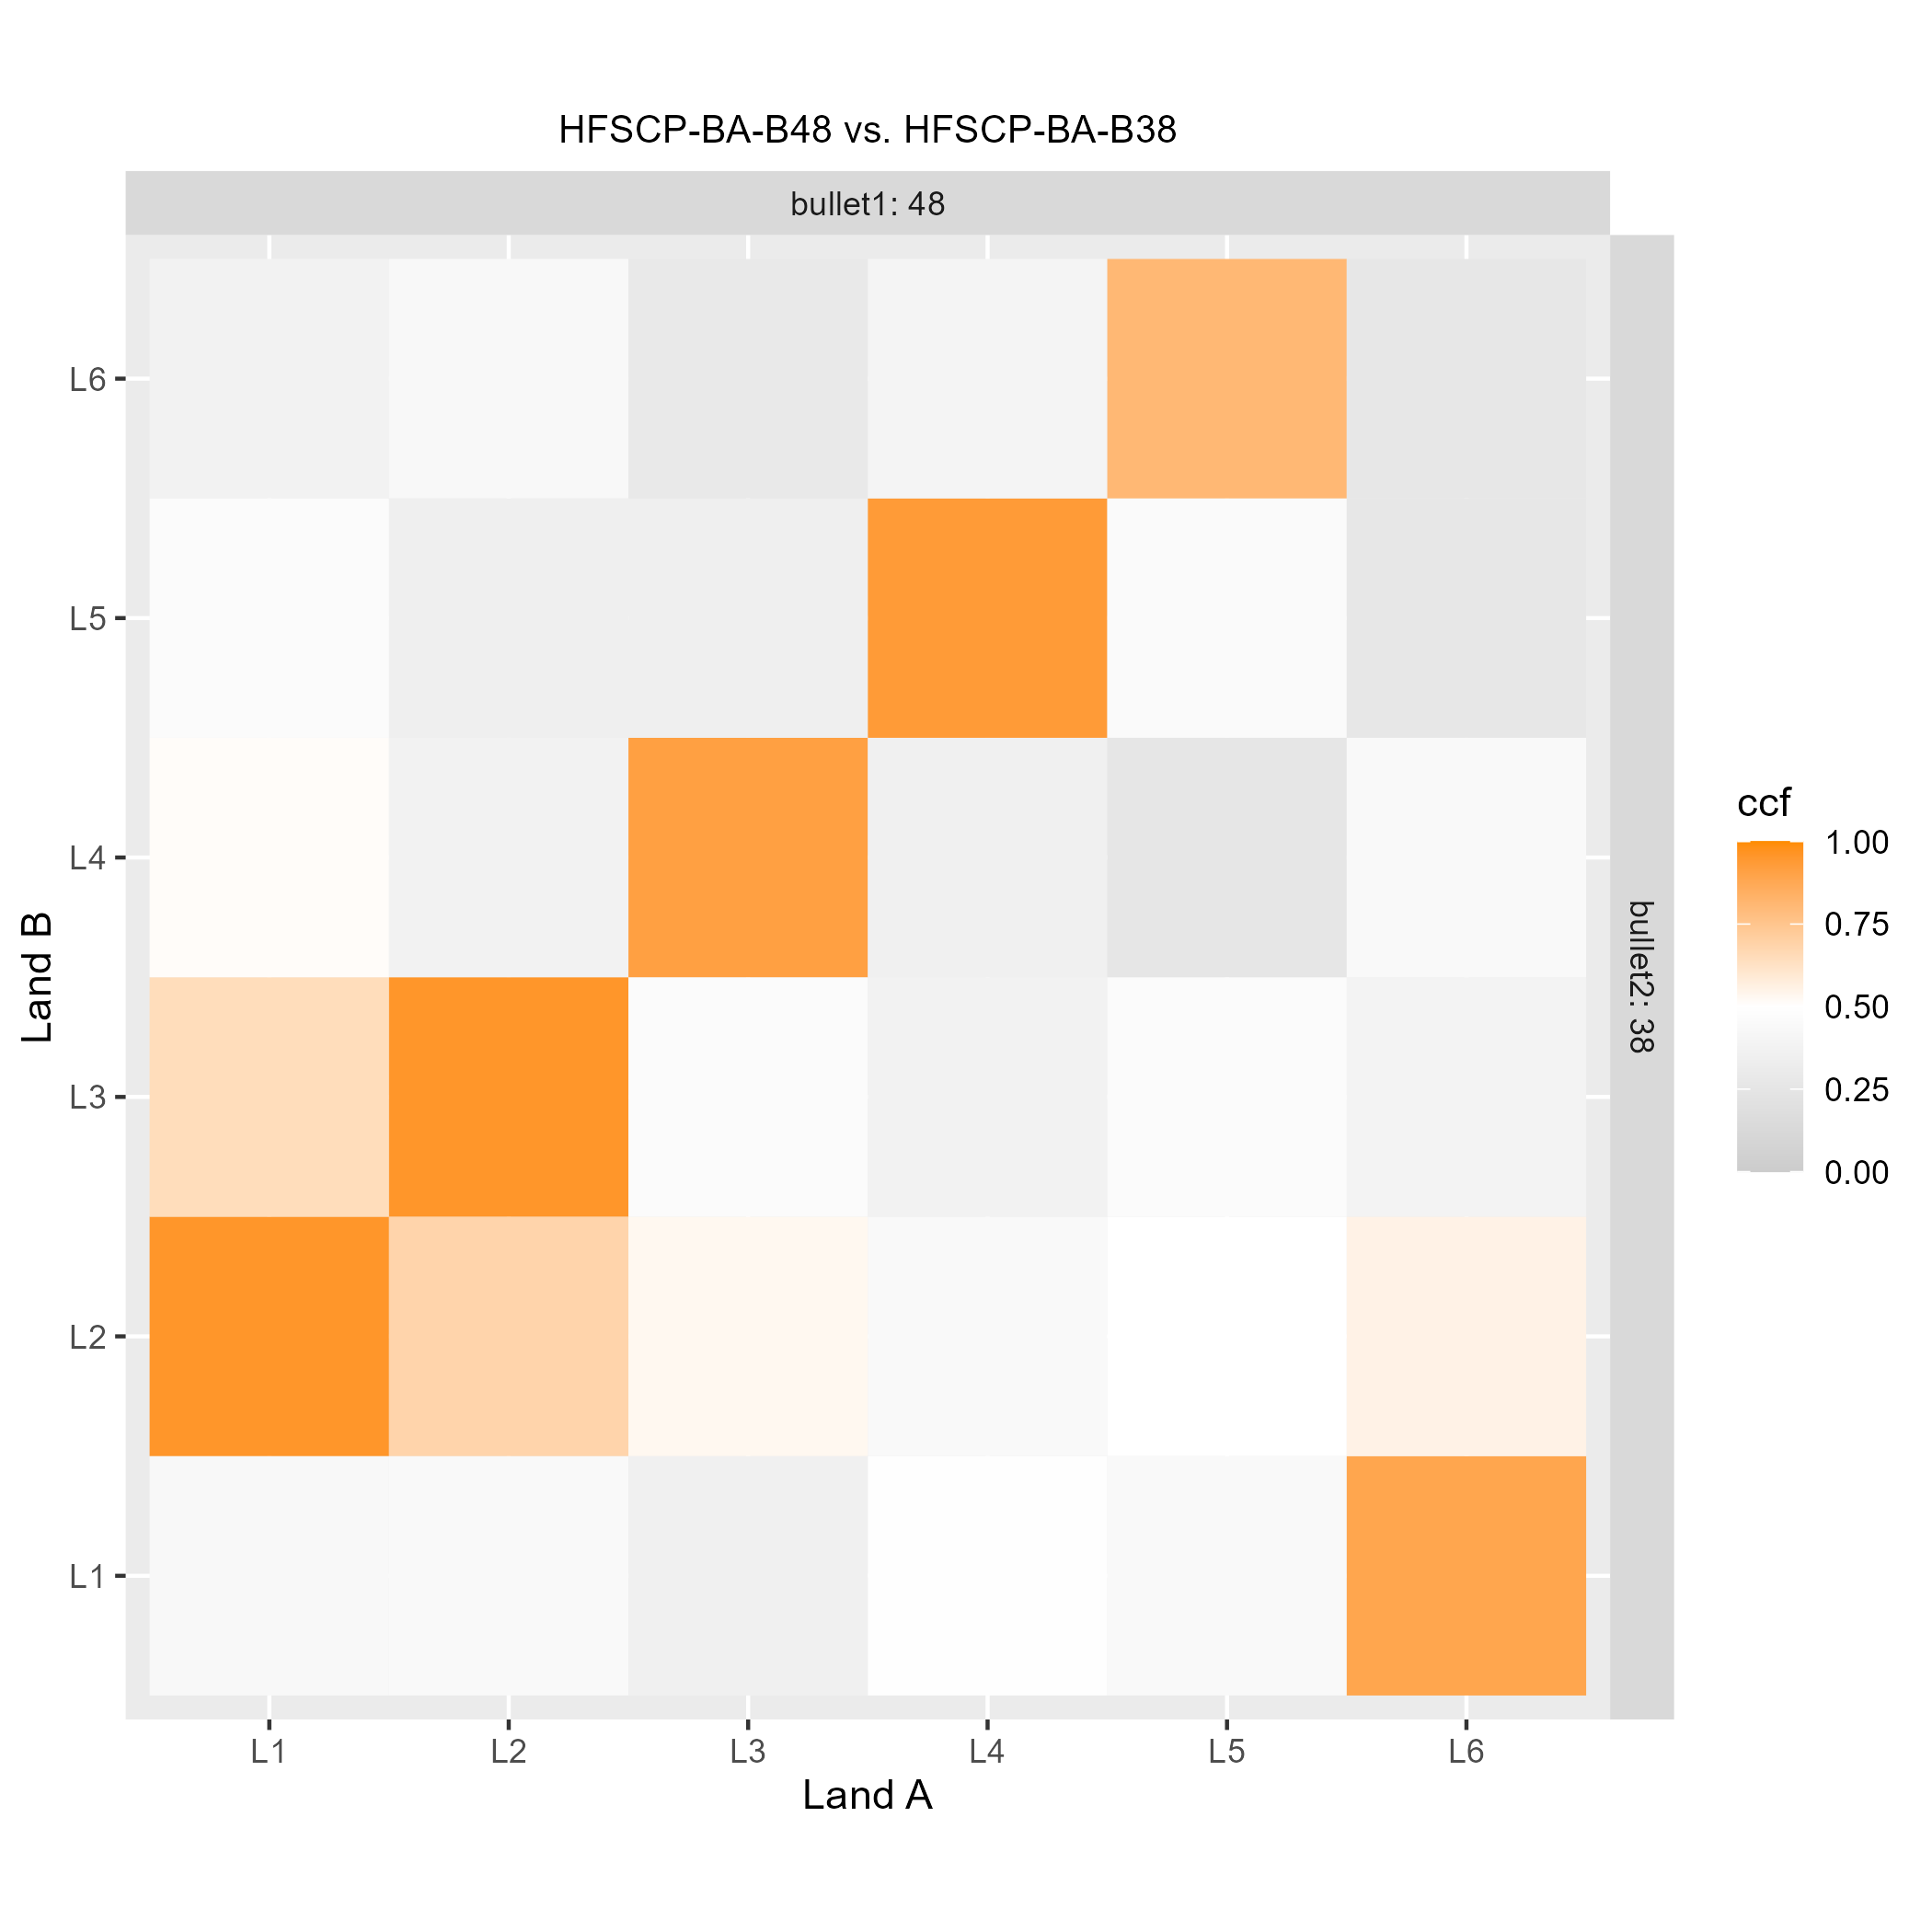 HFSCP-BA-B48 vs. HFSCP-BA-B38
bullet1: 48
L6
L5
L4
L3
L2
L1
Land B
bullet2: 38
L1 L2 L3 L4 L5 L6
Land A
ccf
1.00
0.75
0.50
0.25
0.00